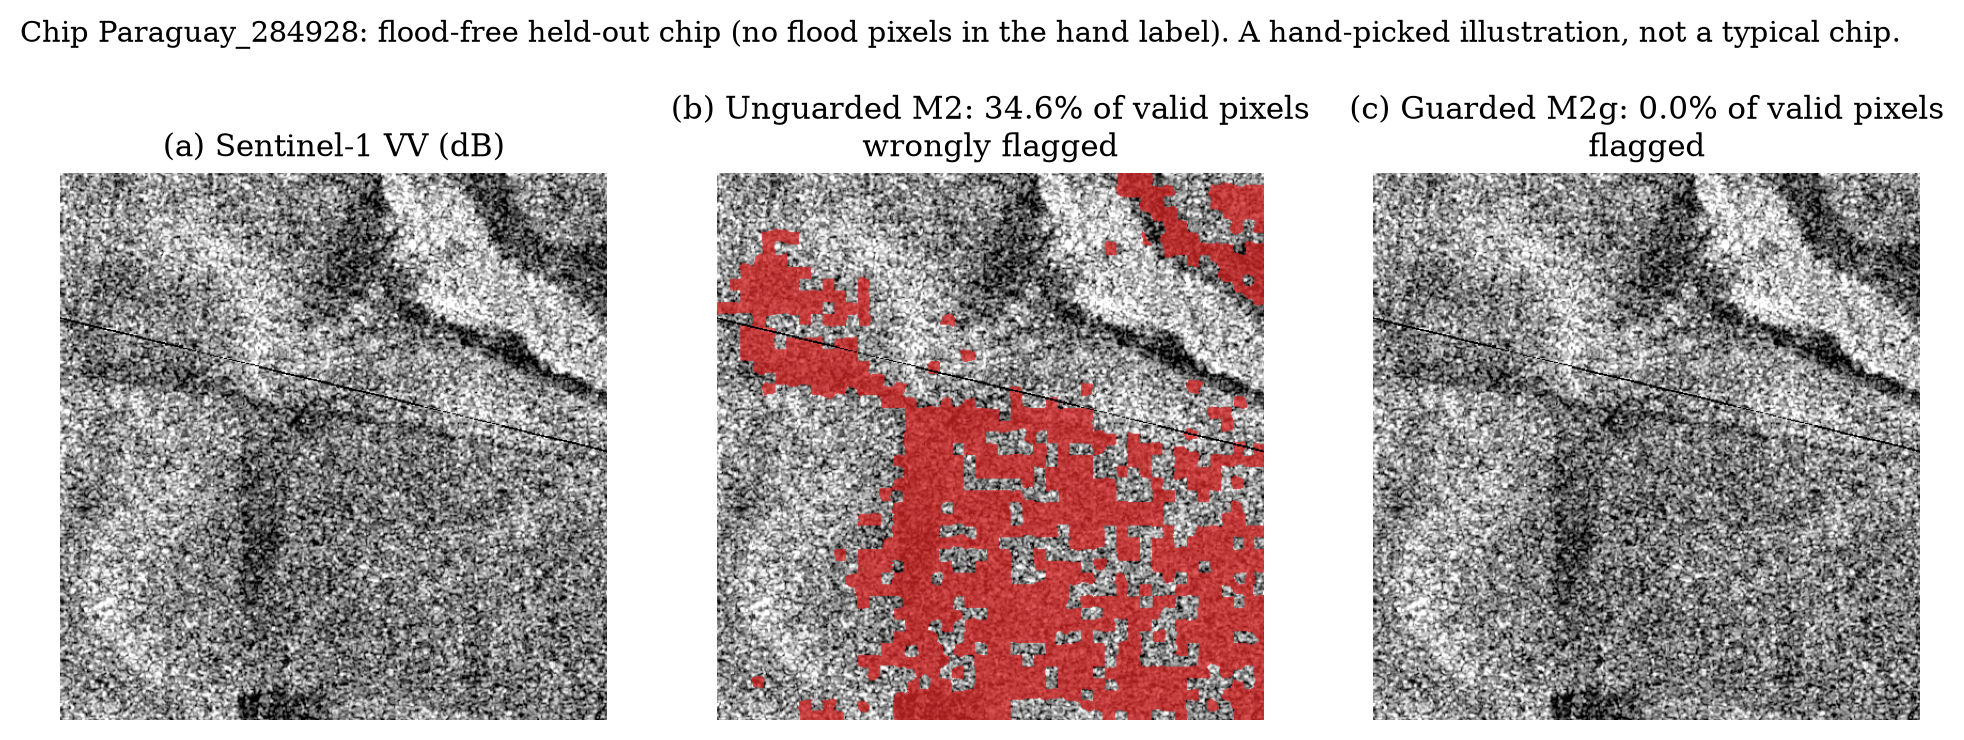 Chip Paraguay_284928: flood-free held-out chip (no flood pixels in the hand label). A hand-picked illustration, not a typical chip.
(a) Sentinel-1 VV (dB)
(b) Unguarded M2: 34.6% of valid pixels
wrongly flagged
(c) Guarded M2g: 0.0% of valid pixels
flagged